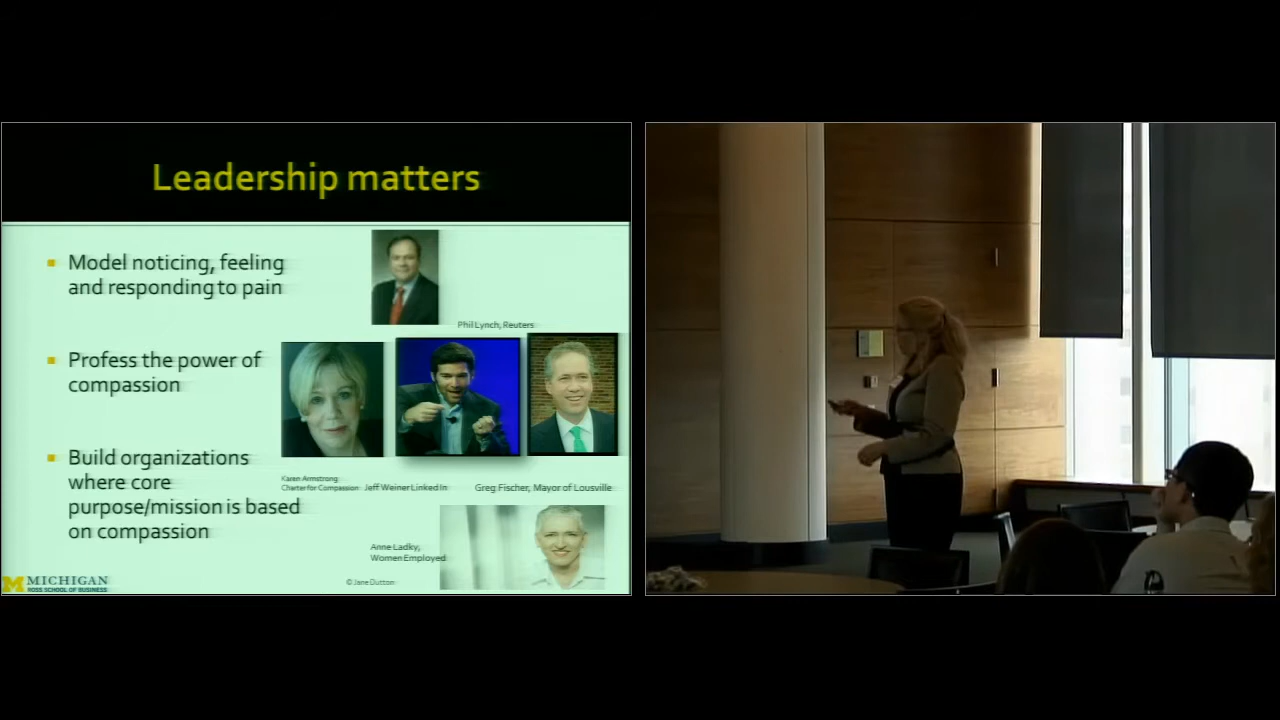 Leadership matters
Model noticing, feeling
and responding to pain
Phil Lynch, Reuters
Profess the power of
compassion
Karen Armstrong
Charter for Compassion
Jeff Weiner Linked In
Greg Fischer, Mayor of Lousville
Build organizations
where core
purpose/mission is based
on compassion
Anne Ladky,
Women Employed
© Jane Dutton
M MICHIGAN
ROSS SCHOOL OF BUSINESS